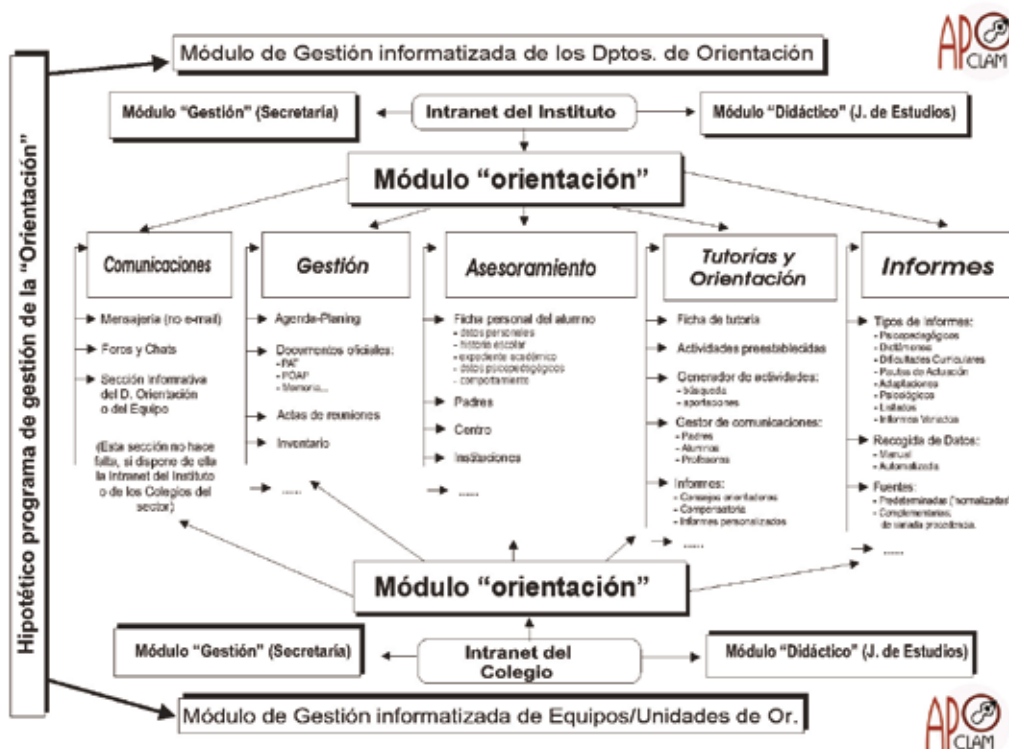 Hipotético programa de gestión de la "Orientación"
Módulo de Gestión informatizada de los Dptos. de Orientación
AP
CLAM
Módulo "Gestión" (Secretaría)
Intranet del Instituto
Módulo "Didáctico" (J. de Estudios)
Módulo "orientación"
Comunicaciones
Mensajería (no e-mail)
Foros y Chats
Sección informativa
del D. Orientación
o del Equipo
(Esta sección no hace
falta, si dispone de ella
la Intranet del Instituto
o de los Colegios del
sector)
Gestión
Agenda-Planing
Documentos oficiales:
- PAT
- POAP
- Memoria...
Actas de reuniones
Inventario
.....
Asesoramiento
Ficha personal del alumno
- datos personales
- historia escolar
- expediente académico
- datos psicopedagógicos
- comportamiento
Padres
Centro
Instituciones
.....
Tutorías y
Orientación
Ficha de tutoría
Actividades preestablecidas
Generador de actividades:
- búsqueda
- aportaciones
Gestor de comunicaciones:
- Padres
- Alumnos
- Profesores
Informes:
- Consejos orientadores
- Compensatoria
- Informes personalizados
.....
Informes
Tipos de Informes:
- Psicopedagógicos
- Dictámenes
- Dificultades Curriculares
- Pautas de Actuación
- Adaptaciones
- Psicológicos
- Listados
- Informes Variados
Recogida de Datos:
- Manual
- Automatizada
Fuentes:
- Predeterminadas ("normalizadas")
- Complementarias,
de variada procedencia.
.....
Módulo "orientación"
Módulo "Gestión" (Secretaría)
Intranet del
Colegio
Módulo "Didáctico" (J. de Estudios)
Módulo de Gestión informatizada de Equipos/Unidades de Or.
AP
CLAM